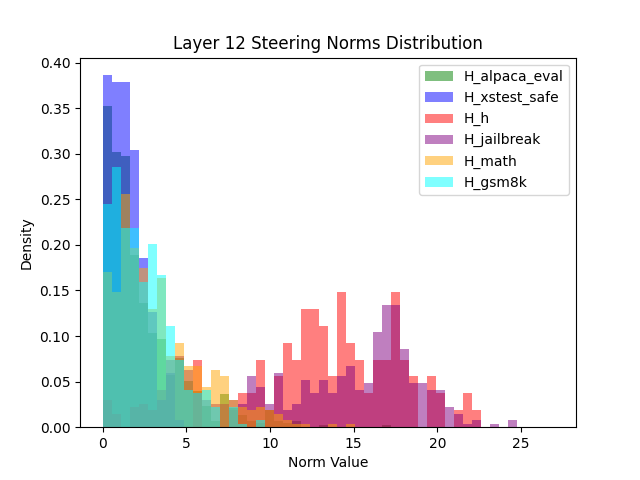 Layer 12 Steering Norms Distribution
0.40
0.35
0.30
0.25
0.20
0.15
0.10
0.05
0.00
Density
H_alpaca_eval
H_xstest_safe
H_h
H_jailbreak
H_math
H_gsm8k
0
5
10
15
20
25
Norm Value